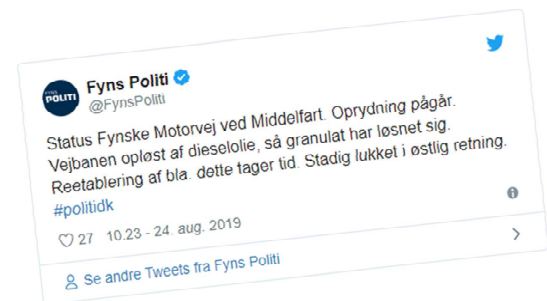 Fyns Politi
@FynsPoliti
Status Fynske Motorvej ved Middelfart. Oprydning pågår.
Vejbanen opløst af dieselolie, så granulat har løsnet sig.
Reetablering af bla. dette tager tid. Stadig lukket i østlig retning.
#politidk
27 10.23 - 24. aug. 2019
Se andre Tweets fra Fyns Politi